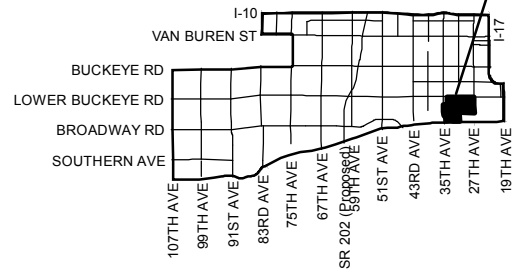 I-10
VAN BUREN ST
I-17
BUCKEYE RD
LOWER BUCKEYE RD
BROADWAY RD
SOUTHERN AVE
107TH AVE
99TH AVE
91ST AVE
83RD AVE
75TH AVE
67TH AVE
SR 202 (Proposed)
59TH AVE
51ST AVE
43RD AVE
35TH AVE
27TH AVE
19TH AVE